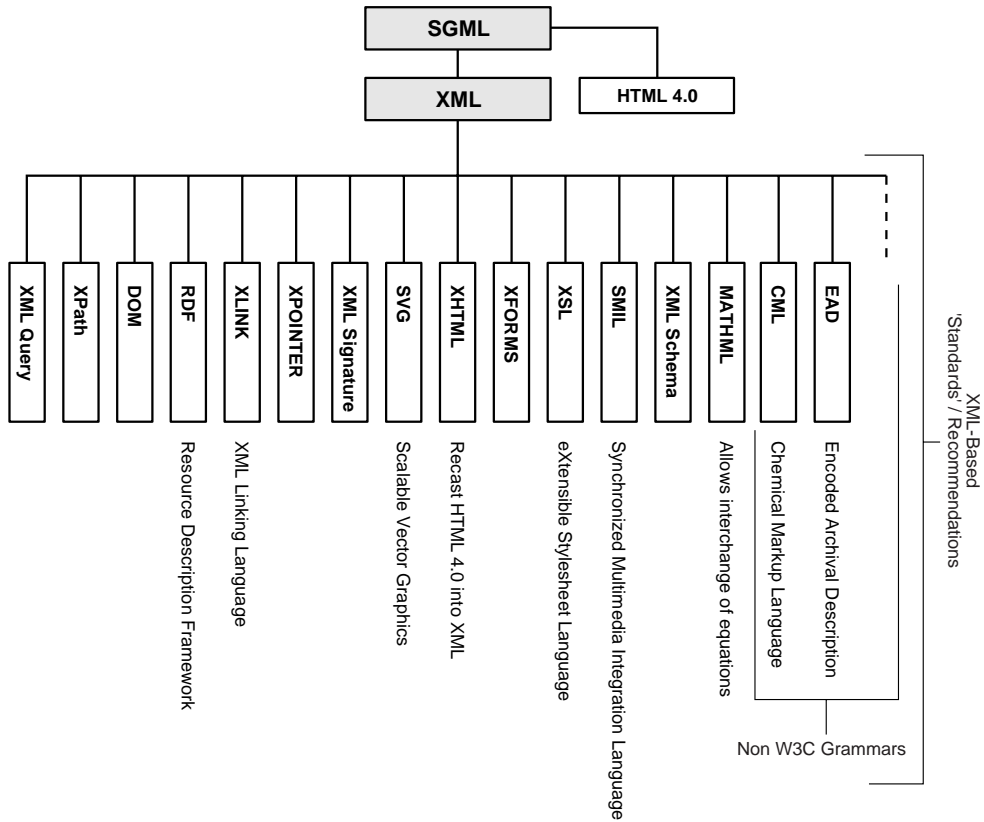 SGML
XML
HTML 4.0
XML Query
XPath
DOM
RDF
XLINK
XPOINTER
XML Signature
SVG
XHTML
XFORMS
XSL
SMIL
XML Schema
MATHML
CML
EAD
Resource Description Framework
XML Linking Language
Scalable Vector Graphics
Recast HTML 4.0 into XML
eXtensible Stylesheet Language
Synchronized Multimedia Integration Language
Allows interchange of equations
Chemical Markup Language
Encoded Archival Description
XML-Based
'Standards' / Recommendations
Non W3C Grammars